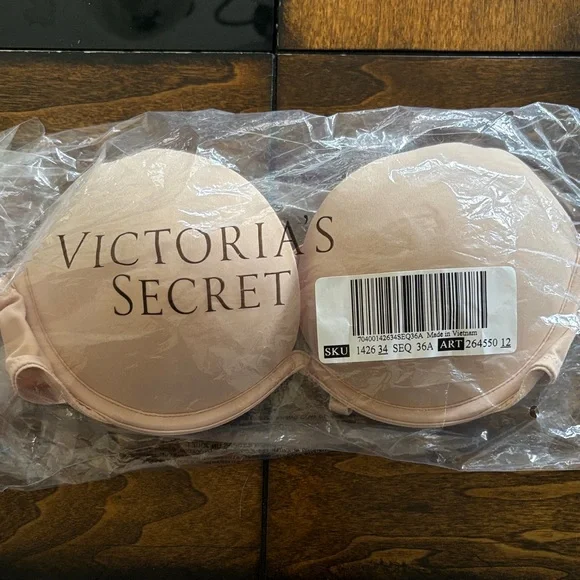 VICTORIA'S
SECRET
70400142634SEQ36A Made in Vietnam
SKU 1426 34 SEQ 36A ART 264550 12